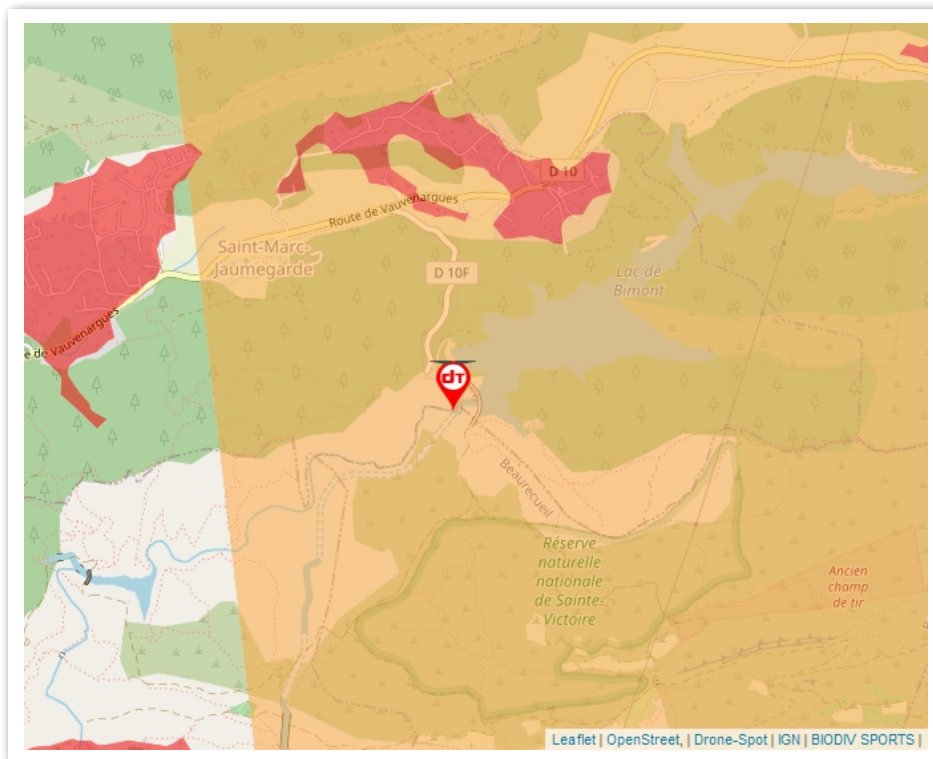 D 10
Route de Vauvenargues
Saint-Marc-
Jaumegarde
D 10F
Lac de
Bimont
e de Vauvenargues
dT
Beaurecueil
Réserve
naturelle
nationale
de Sainte-
Victoire
Ancien
champ
de tir
Leaflet | OpenStreet, | Drone-Spot | IGN | BIODIV SPORTS |